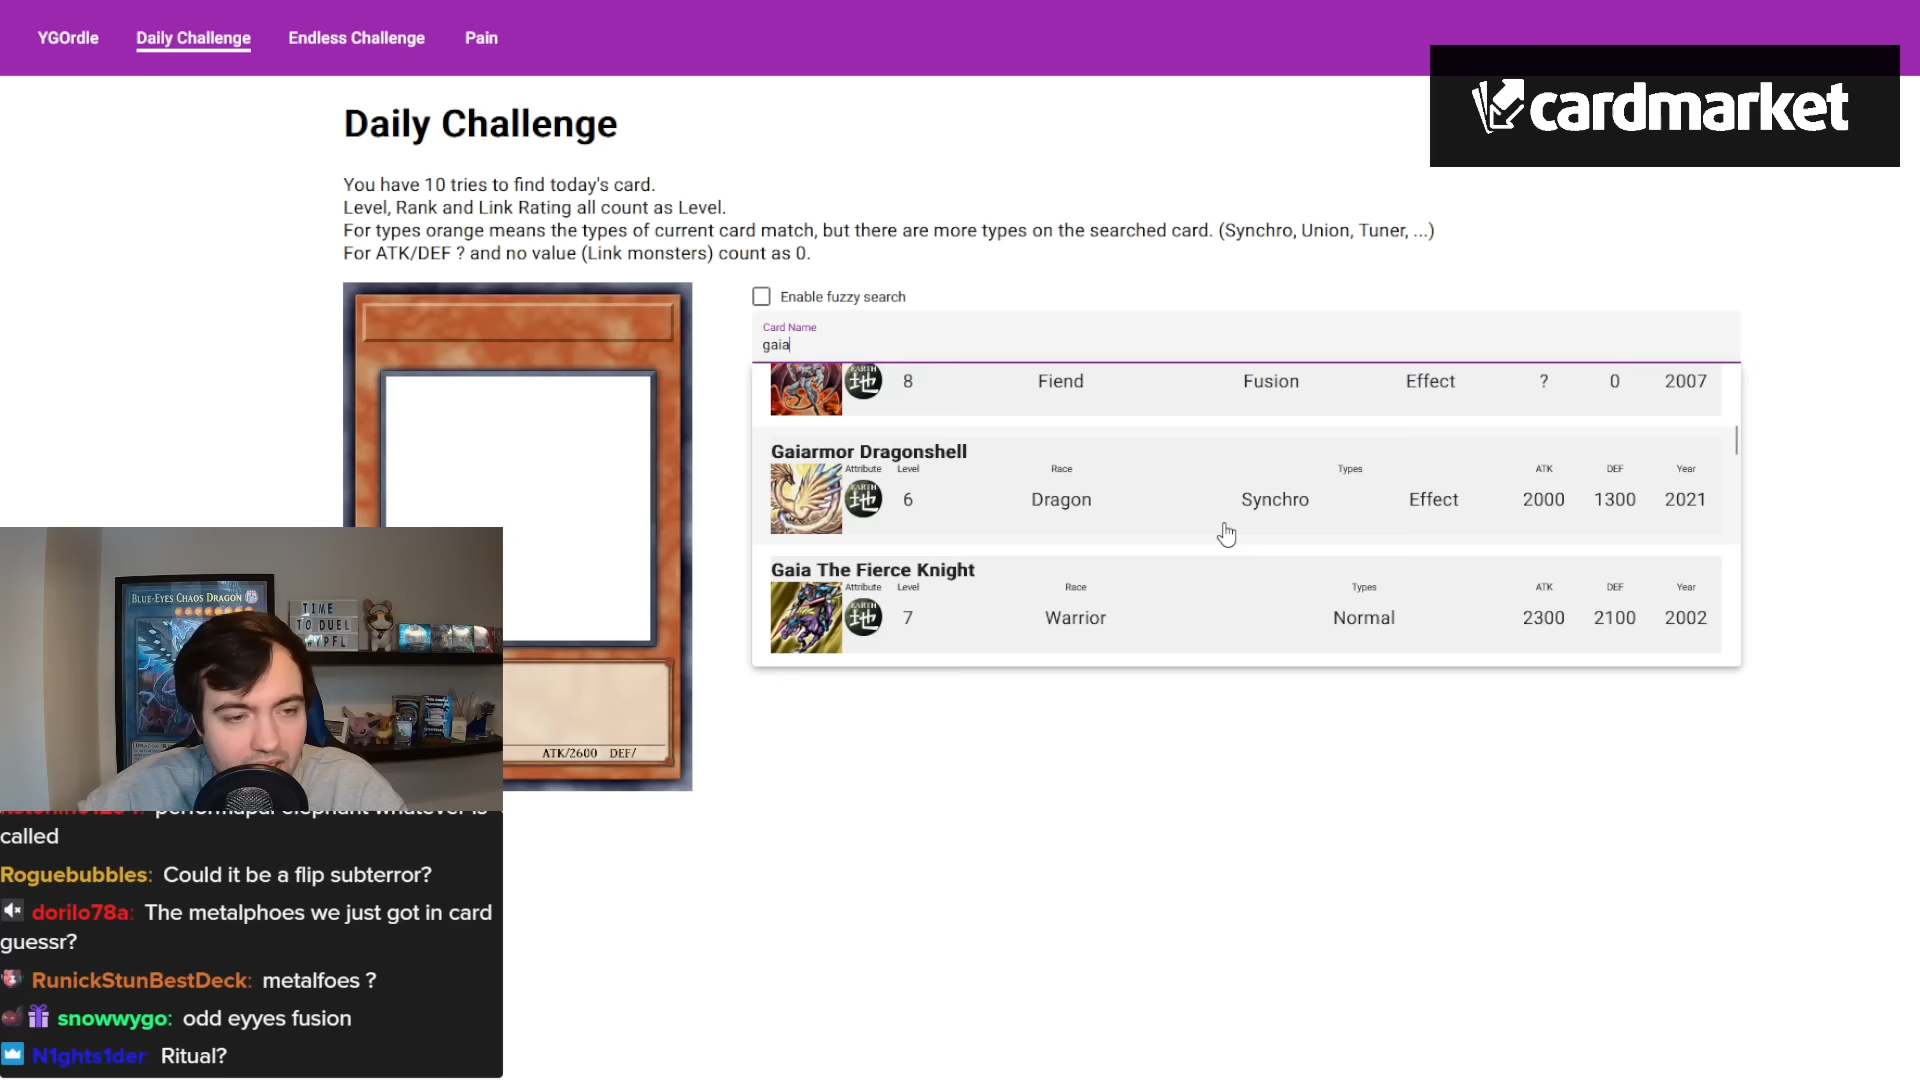 YGOrdle Daily Challenge Endless Challenge Pain
cardmarket
Daily Challenge
You have 10 tries to find today's card.
Level, Rank and Link Rating all count as Level.
For types orange means the types of current card match, but there are more types on the searched card. (Synchro, Union, Tuner, ...)
For ATK/DEF ? and no value (Link monsters) count as 0.
Enable fuzzy search
Card Name
gaia
EARTH
地
8 Fiend Fusion Effect ? 0 2007
Gaiarmor Dragonshell
Attribute Level Race Types ATK DEF Year
EARTH
地
6 Dragon Synchro Effect 2000 1300 2021
Gaia The Fierce Knight
Attribute Level Race Types ATK DEF Year
EARTH
地
7 Warrior Normal 2300 2100 2002
ATK/2600 DEF/
BLUE-EYES CHAOS DRAGON
TIME
TO DUEL
called
Roguebubbles: Could it be a flip subterror?
dorilo78a: The metalphoes we just got in card
guessr?
RunickStunBestDeck: metalfoes ?
snowwygo: odd eyyes fusion
N1ghts1der: Ritual?